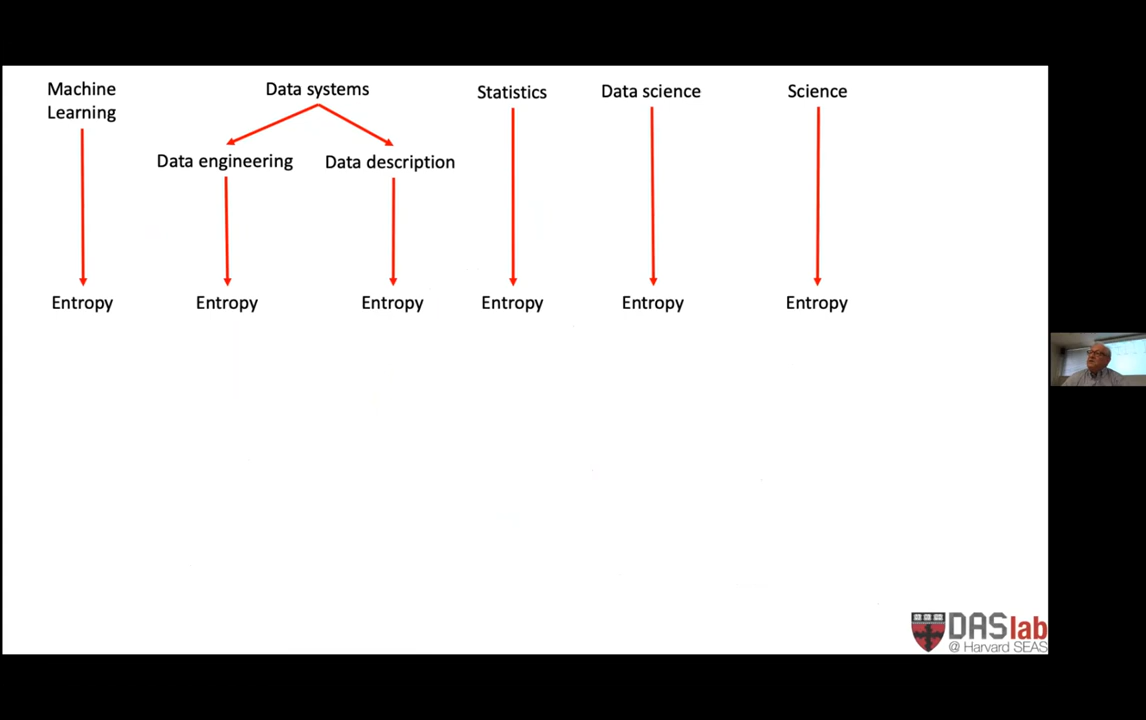 Machine
Learning
Data systems
Statistics
Data science
Science
Data engineering
Data description
Entropy
Entropy
Entropy
Entropy
Entropy
Entropy
DASlab
@ Harvard SEAS